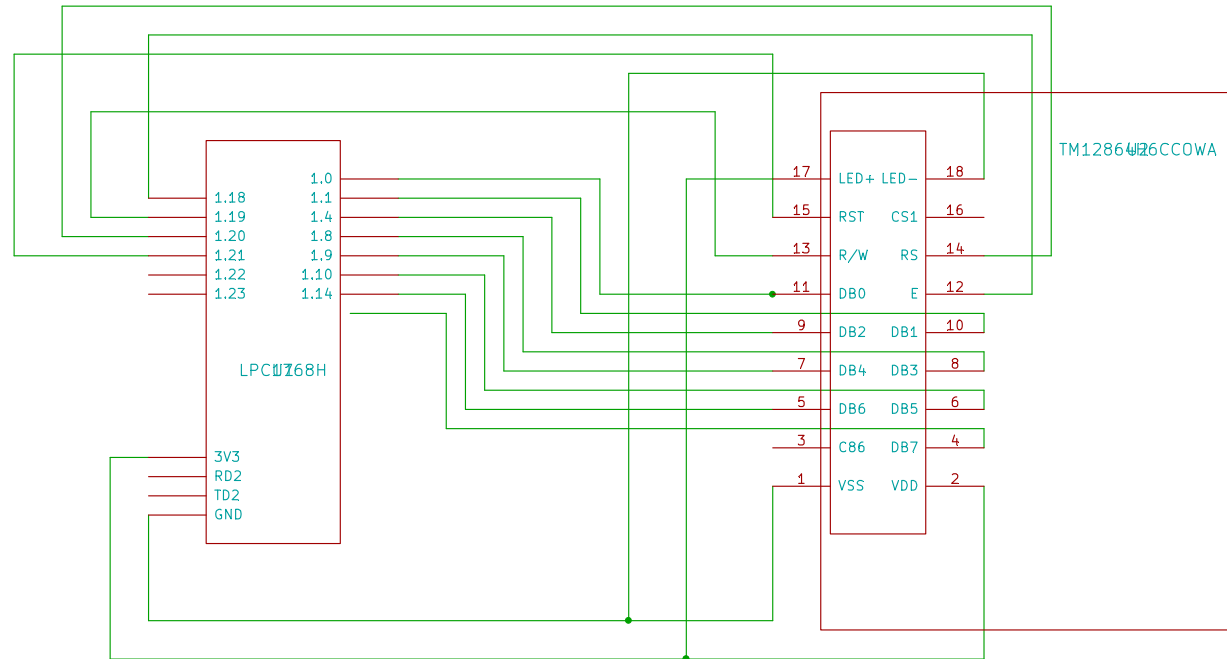 1.18
1.19
1.20
1.21
1.22
1.23
1.0
1.1
1.4
1.8
1.9
1.10
1.14
3V3
RD2
TD2
GND
17 LED+ LED- 18
15 RST CS1 16
13 R/W RS 14
11 DB0 E 12
9 DB2 DB1 10
7 DB4 DB3 8
5 DB6 DB5 6
3 C86 DB7 4
1 VSS VDD 2